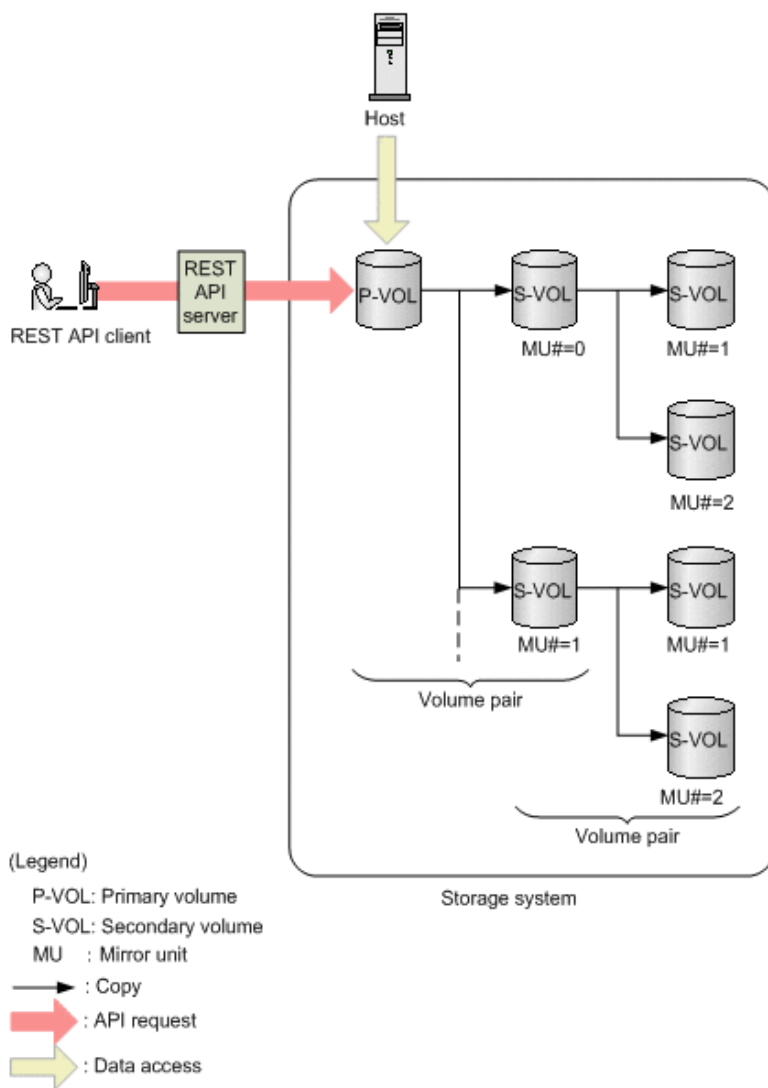 Host
REST
API
server
REST API client
P-VOL
S-VOL
S-VOL
MU#=0
MU#=1
S-VOL
MU#=2
S-VOL
S-VOL
MU#=1
MU#=1
Volume pair
S-VOL
MU#=2
Volume pair
Storage system
(Legend)
P-VOL: Primary volume
S-VOL: Secondary volume
MU : Mirror unit
: Copy
: API request
: Data access